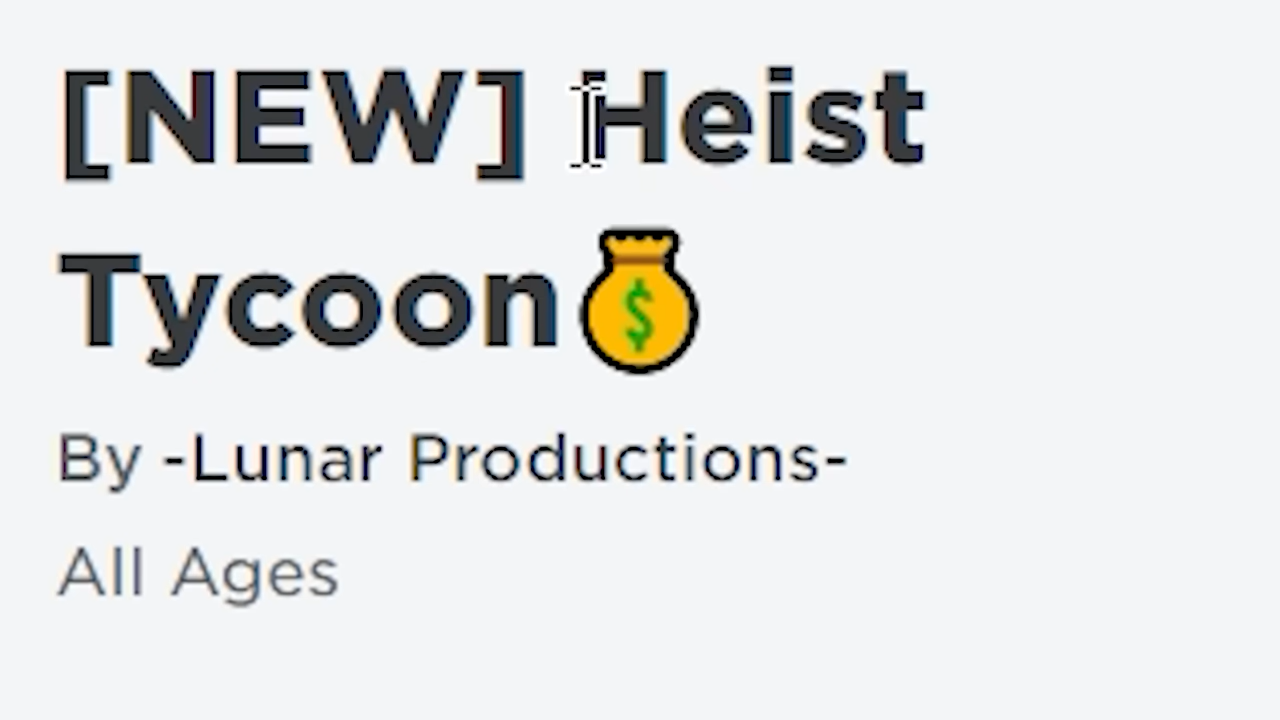 [NEW] Heist
Tycoon💰
By -Lunar Productions-
All Ages